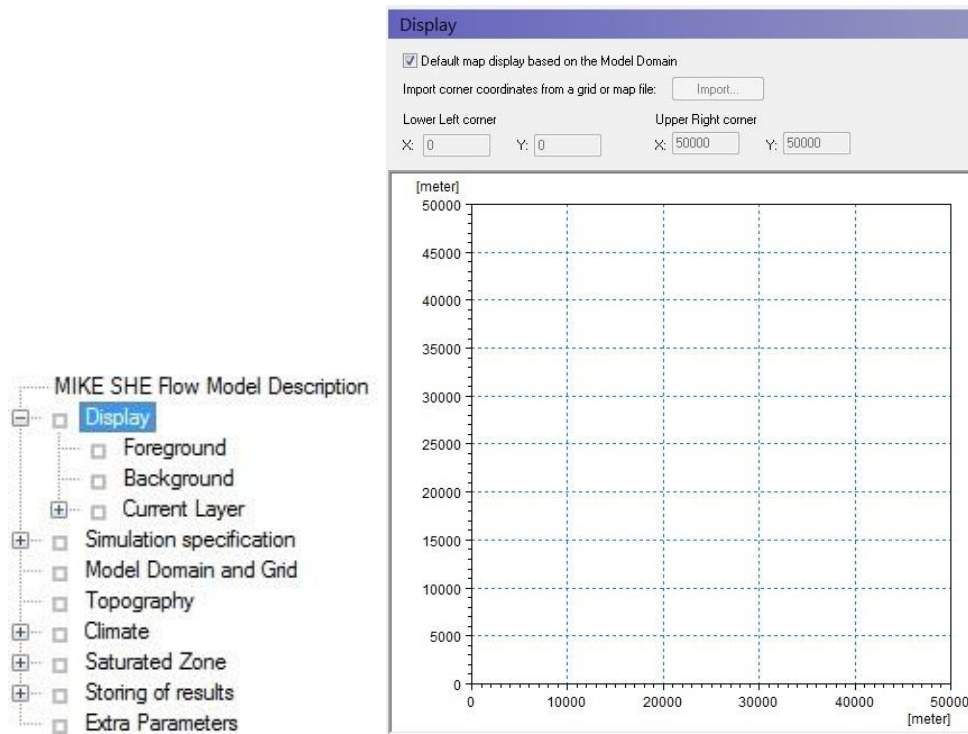 MIKE SHE Flow Model Description
Display
Foreground
Background
Current Layer
Simulation specification
Model Domain and Grid
Topography
Climate
Saturated Zone
Storing of results
Extra Parameters
Display
Default map display based on the Model Domain
Import corner coordinates from a grid or map file: Import...
Lower Left corner Upper Right corner
X: 0 Y: 0 X: 50000 Y: 50000
[meter]
50000
45000
40000
35000
30000
25000
20000
15000
10000
5000
0
0 10000 20000 30000 40000 50000
[meter]